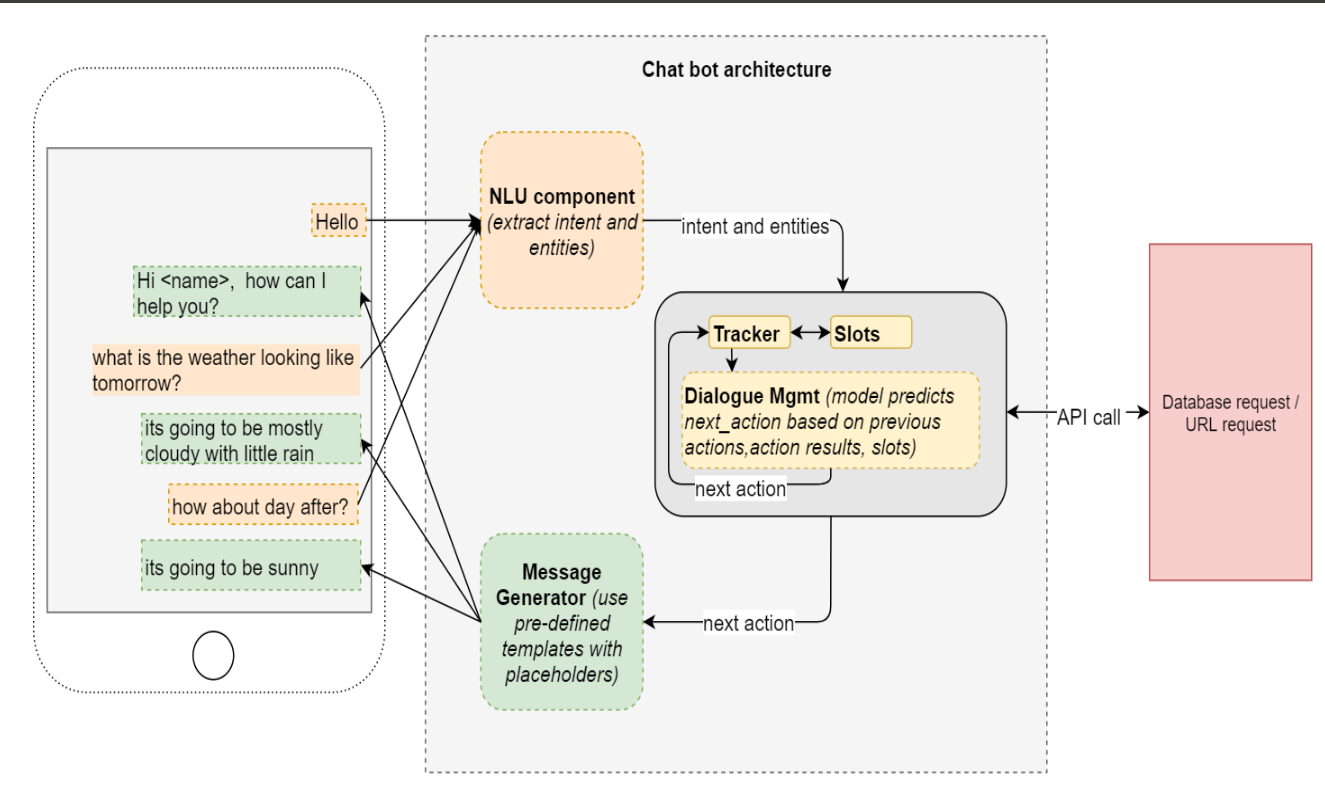 Chat bot architecture
Hello
Hi <name>,  how can I
help you?
what is the weather looking like
tomorrow?
its going to be mostly
cloudy with little rain
how about day after?
its going to be sunny
NLU component
(extract intent and
entities)
intent and entities
Tracker
Slots
Dialogue Mgmt (model predicts
next_action based on previous
actions,action results, slots)
next action
API call
Database request /
URL request
next action
Message
Generator (use
pre-defined
templates with
placeholders)